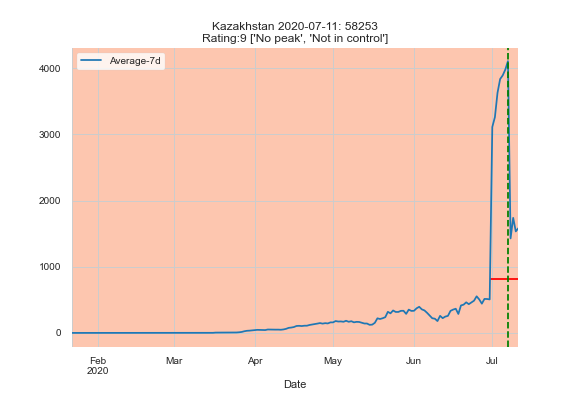 Kazakhstan 2020-07-11: 58253
Rating:9 ['No peak', 'Not in control']
Average-7d
4000
3000
2000
1000
0
Feb Mar Apr May Jun Jul
2020
Date